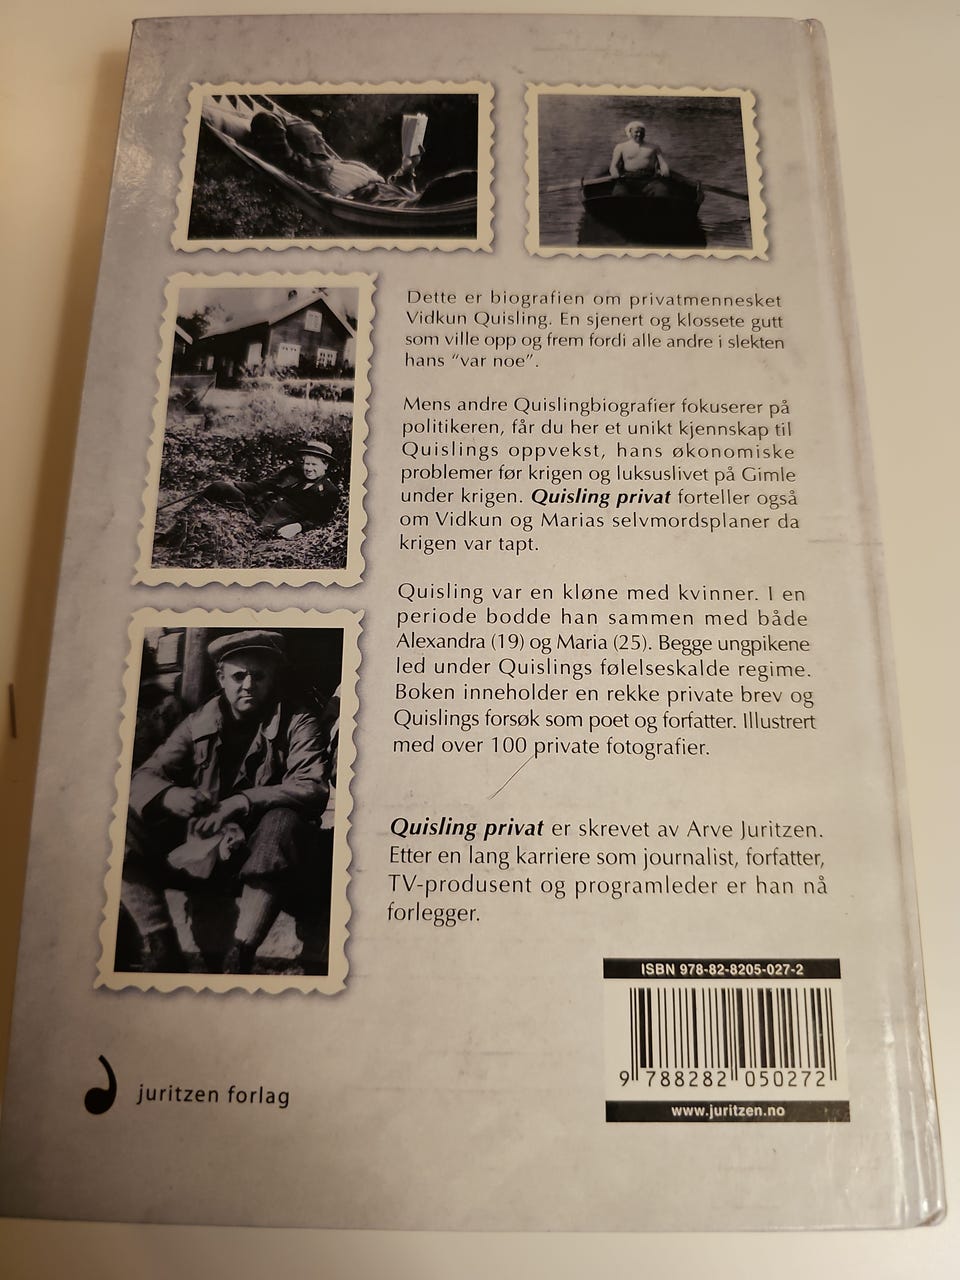 Dette er biografien om privatmennesket
Vidkun Quisling. En sjenert og klossete gutt
som ville opp og frem fordi alle andre i slekten
hans “var noe”.
Mens andre Quislingbiografier fokuserer på
politikeren, får du her et unikt kjennskap til
Quislings oppvekst, hans økonomiske
problemer før krigen og luksuslivet på Gimle
under krigen. Quisling privat forteller også
om Vidkun og Marias selvmordsplaner da
krigen var tapt.
Quisling var en kløne med kvinner. I en
periode bodde han sammen med både
Alexandra (19) og Maria (25). Begge ungpikene
led under Quislings følelseskalde regime.
Boken inneholder en rekke private brev og
Quislings forsøk som poet og forfatter. Illustrert
med over 100 private fotografier.
Quisling privat er skrevet av Arve Juritzen.
Etter en lang karriere som journalist, forfatter,
TV-produsent og programleder er han nå
forlegger.
ISBN 978-82-8205-027-2
9 788282 050272
www.juritzen.no
juritzen forlag